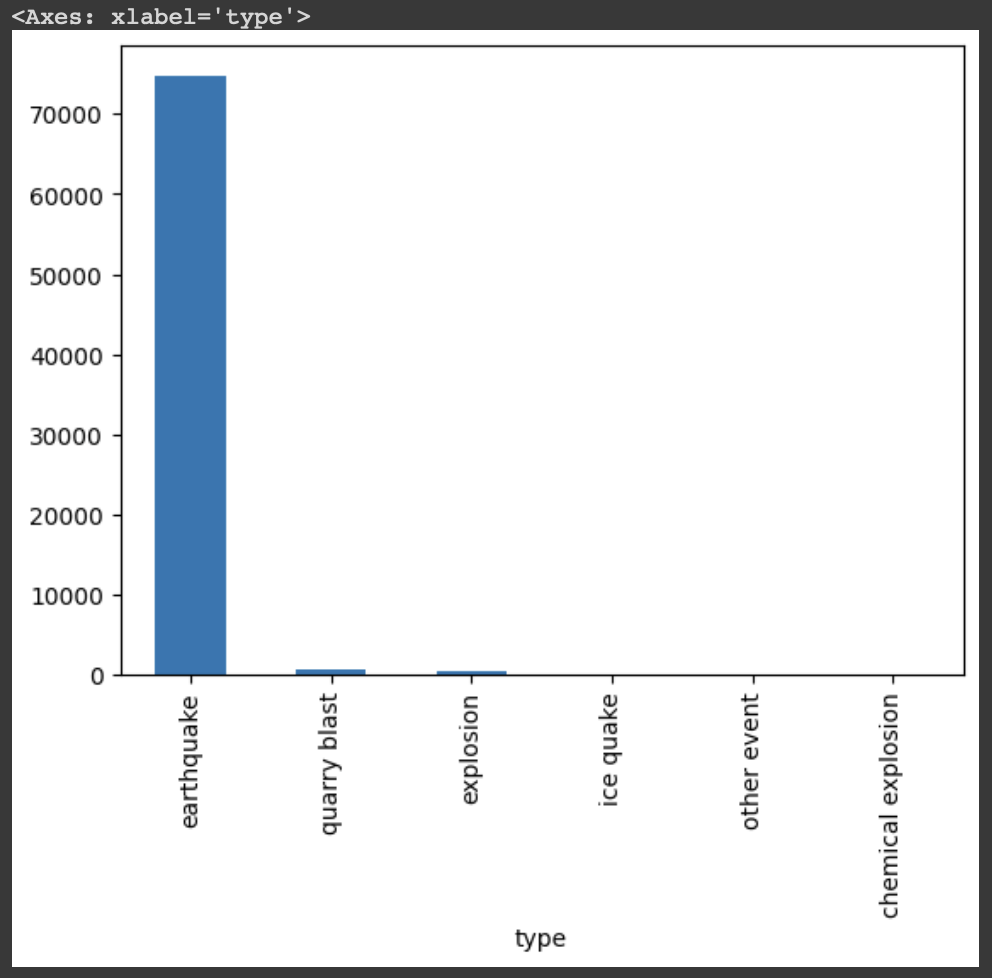 <Axes: xlabel='type'>
70000
60000
50000
40000
30000
20000
10000
0
earthquake
quarry blast
explosion
ice quake
other event
chemical explosion
type